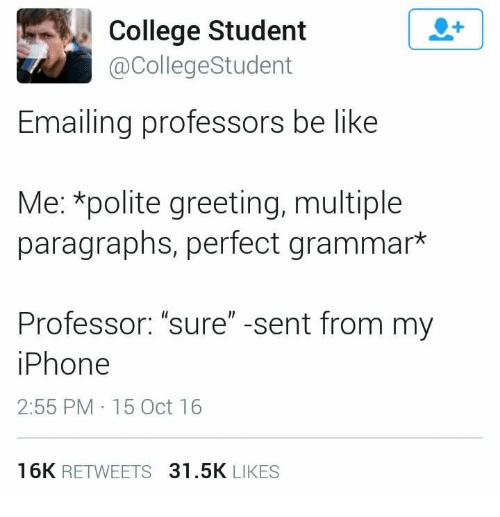 College Student
@CollegeStudent
Emailing professors be like
Me: *polite greeting, multiple
paragraphs, perfect grammar*
Professor: “sure” -sent from my
iPhone
2:55 PM · 15 Oct 16
16K RETWEETS 31.5K LIKES